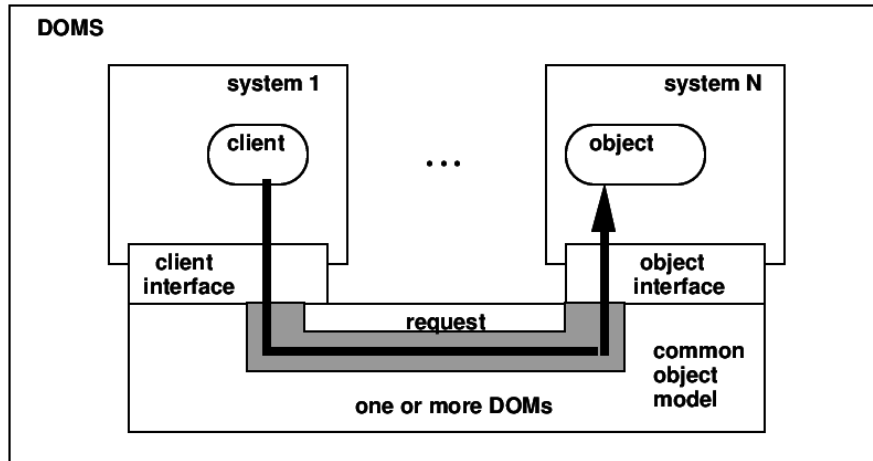 DOMS
system 1
system N
client
...
object
client
interface
object
interface
request
common
object
model
one or more DOMs